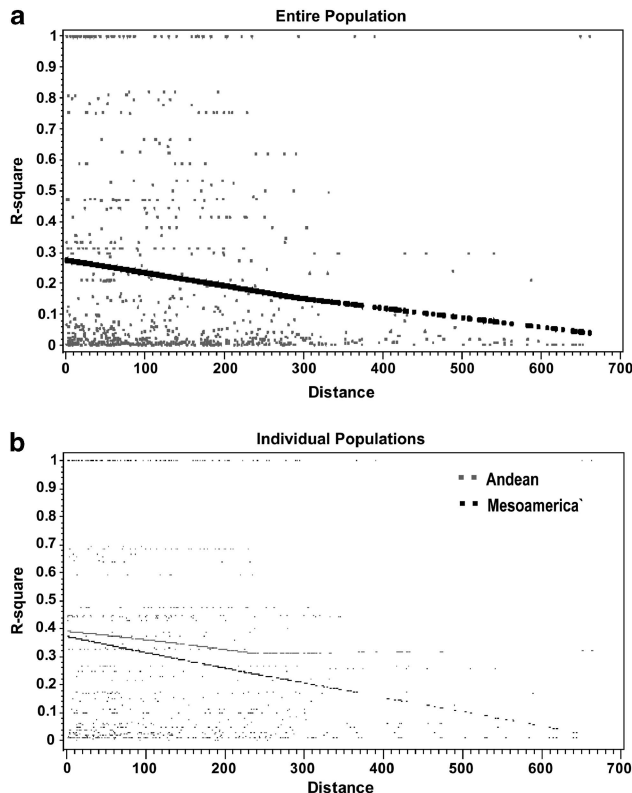 a
Entire Population
1
0.9
0.8
0.7
0.6
0.5
0.4
0.3
0.2
0.1
0
R-square
0 100 200 300 400 500 600 700
Distance
b
Individual Populations
1
0.9
0.8
0.7
0.6
0.5
0.4
0.3
0.2
0.1
0
R-square
Andean
Mesoamerica`
0 100 200 300 400 500 600 700
Distance